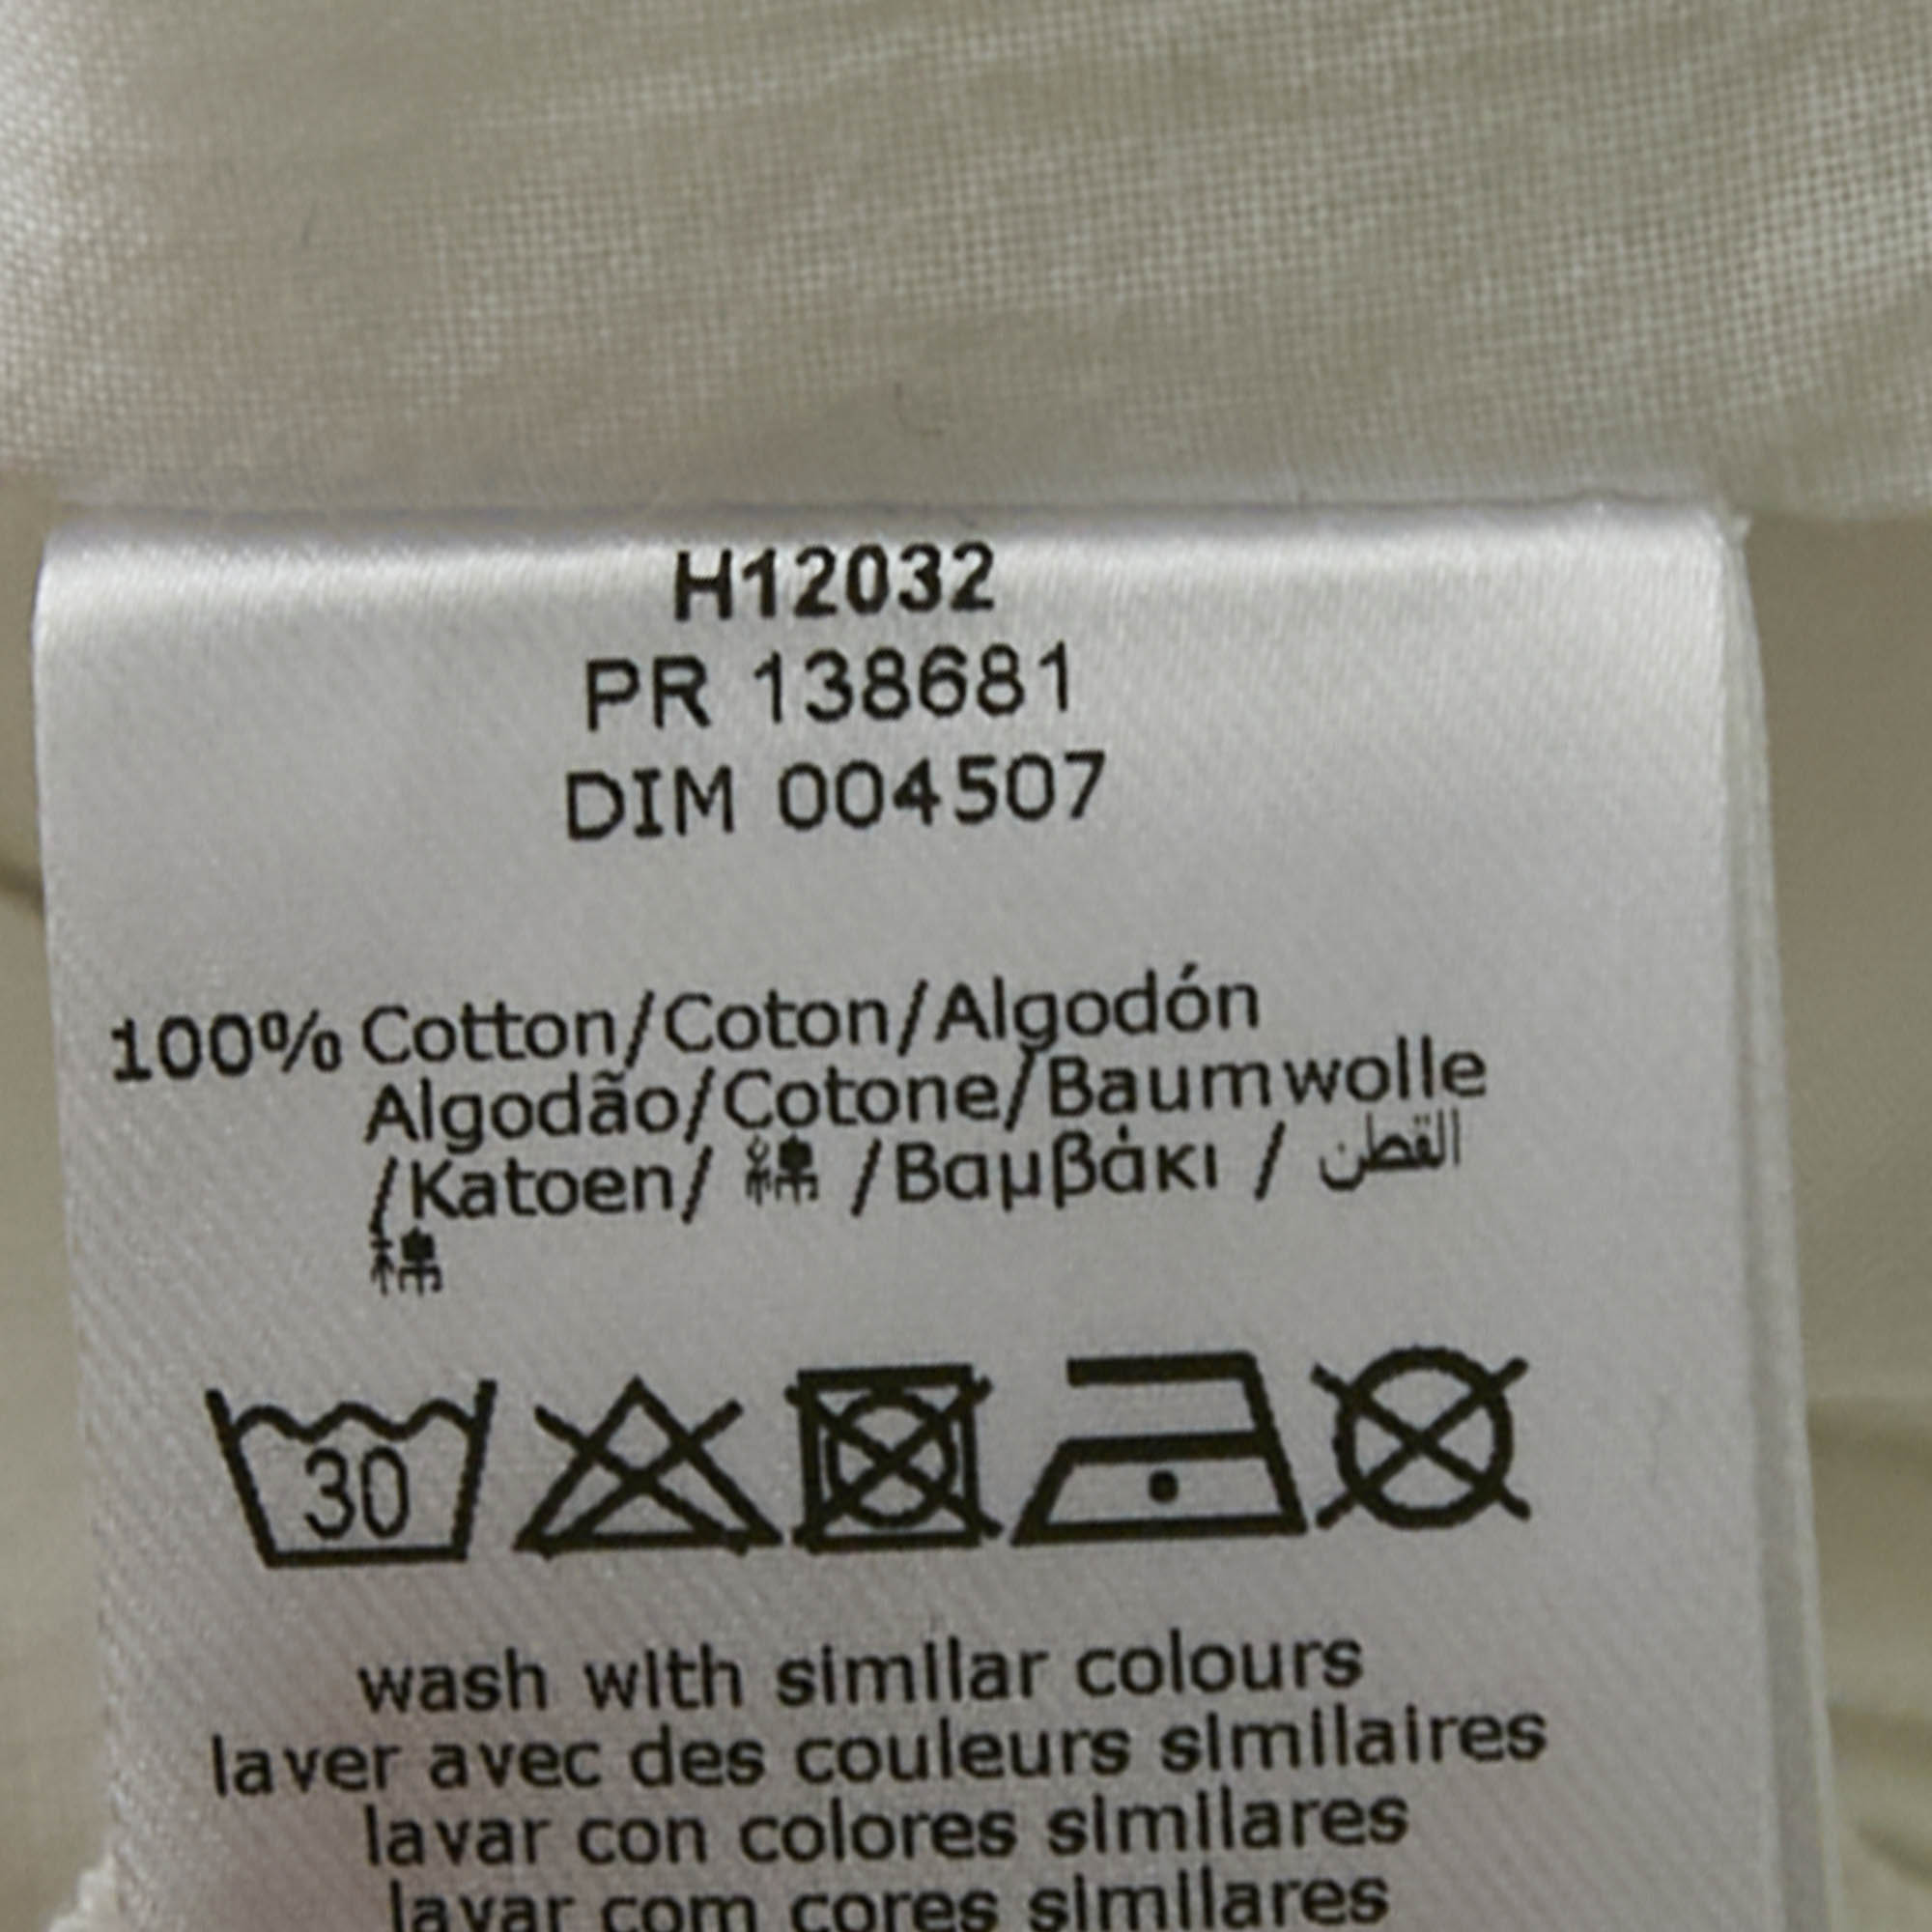 H12032
PR 138681
DIM 004507
100% Cotton/Coton/Algodón
Algodão/Cotone/Baumwolle
/Katoen/ 綿 /Βαμβάκι / القطن
棉
30
wash with similar colours
laver avec des couleurs similaires
lavar con colores similares
lavar com cores similares